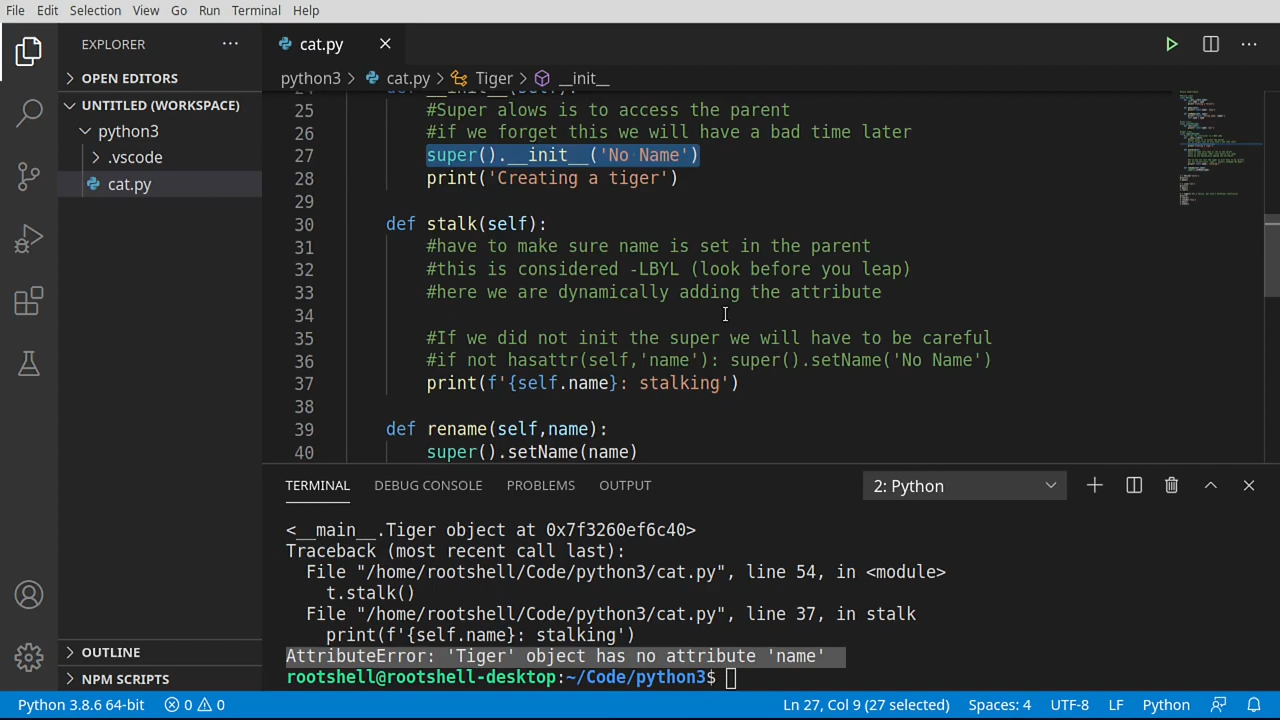 File Edit Selection View Go Run Terminal Help
EXPLORER
cat.py
OPEN EDITORS
python3 cat.py Tiger __init__
UNTITLED (WORKSPACE)
python3
.vscode
cat.py
24 def __init__(self):
25 #Super alows is to access the parent
26 #if we forget this we will have a bad time later
27 super().__init__('No Name')
28 print('Creating a tiger')
29
30 def stalk(self):
31 #have to make sure name is set in the parent
32 #this is considered -LBYL (look before you leap)
33 #here we are dynamically adding the attribute
34
35 #If we did not init the super we will have to be careful
36 #if not hasattr(self,'name'): super().setName('No Name')
37 print(f'{self.name}: stalking')
38
39 def rename(self,name):
40 super().setName(name)
TERMINAL DEBUG CONSOLE PROBLEMS OUTPUT 2: Python
<__main__.Tiger object at 0x7f3260ef6c40>
Traceback (most recent call last):
File "/home/rootshell/Code/python3/cat.py", line 54, in <module>
t.stalk()
File "/home/rootshell/Code/python3/cat.py", line 37, in stalk
print(f'{self.name}: stalking')
AttributeError: 'Tiger' object has no attribute 'name'
rootshell@rootshell-desktop:~/Code/python3$
OUTLINE
NPM SCRIPTS
Python 3.8.6 64-bit 0 0 Ln 27, Col 9 (27 selected) Spaces: 4 UTF-8 LF Python